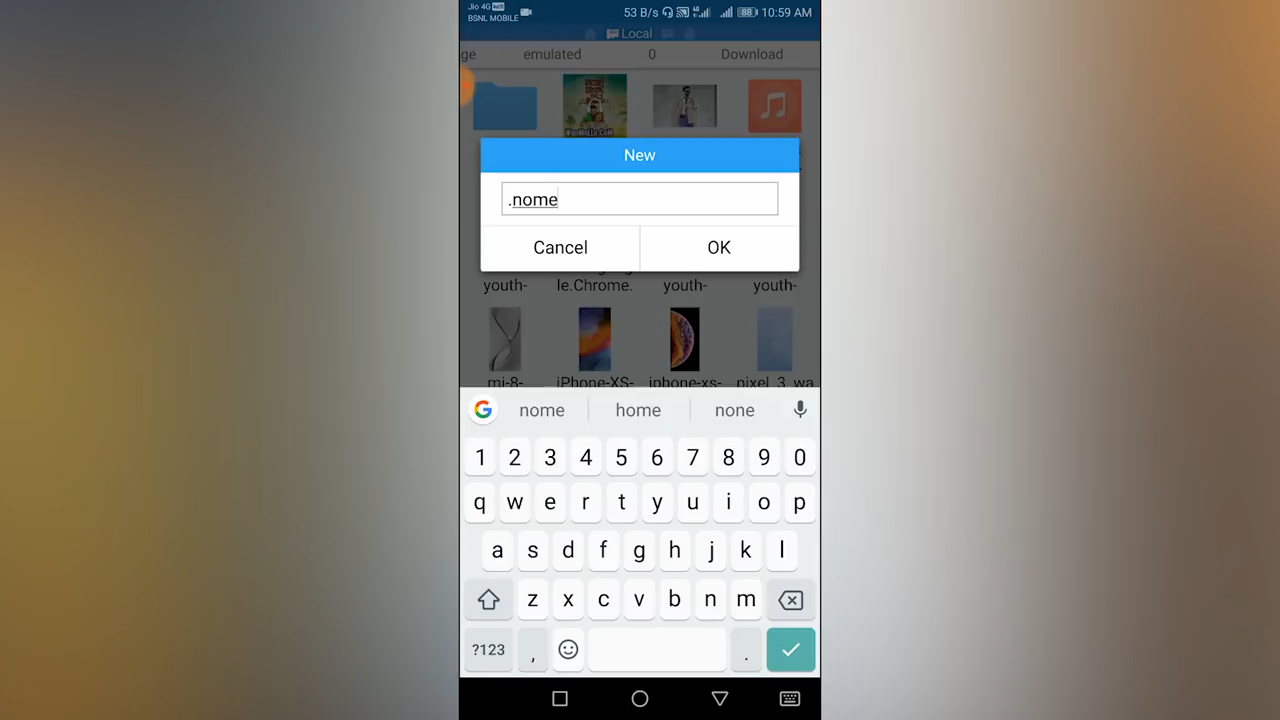 Jio 4G VoLTE
BSNL MOBILE
53 B/s 88 10:59 AM
Local
ge emulated 0 Download
New
.nome
Cancel OK
youth- le.Chrome. youth- youth-
mi-8- iPhone-XS- iphone-xs- pixel_3_wa
G nome home none
1 2 3 4 5 6 7 8 9 0
q w e r t y u i o p
a s d f g h j k l
z x c v b n m
?123 , .